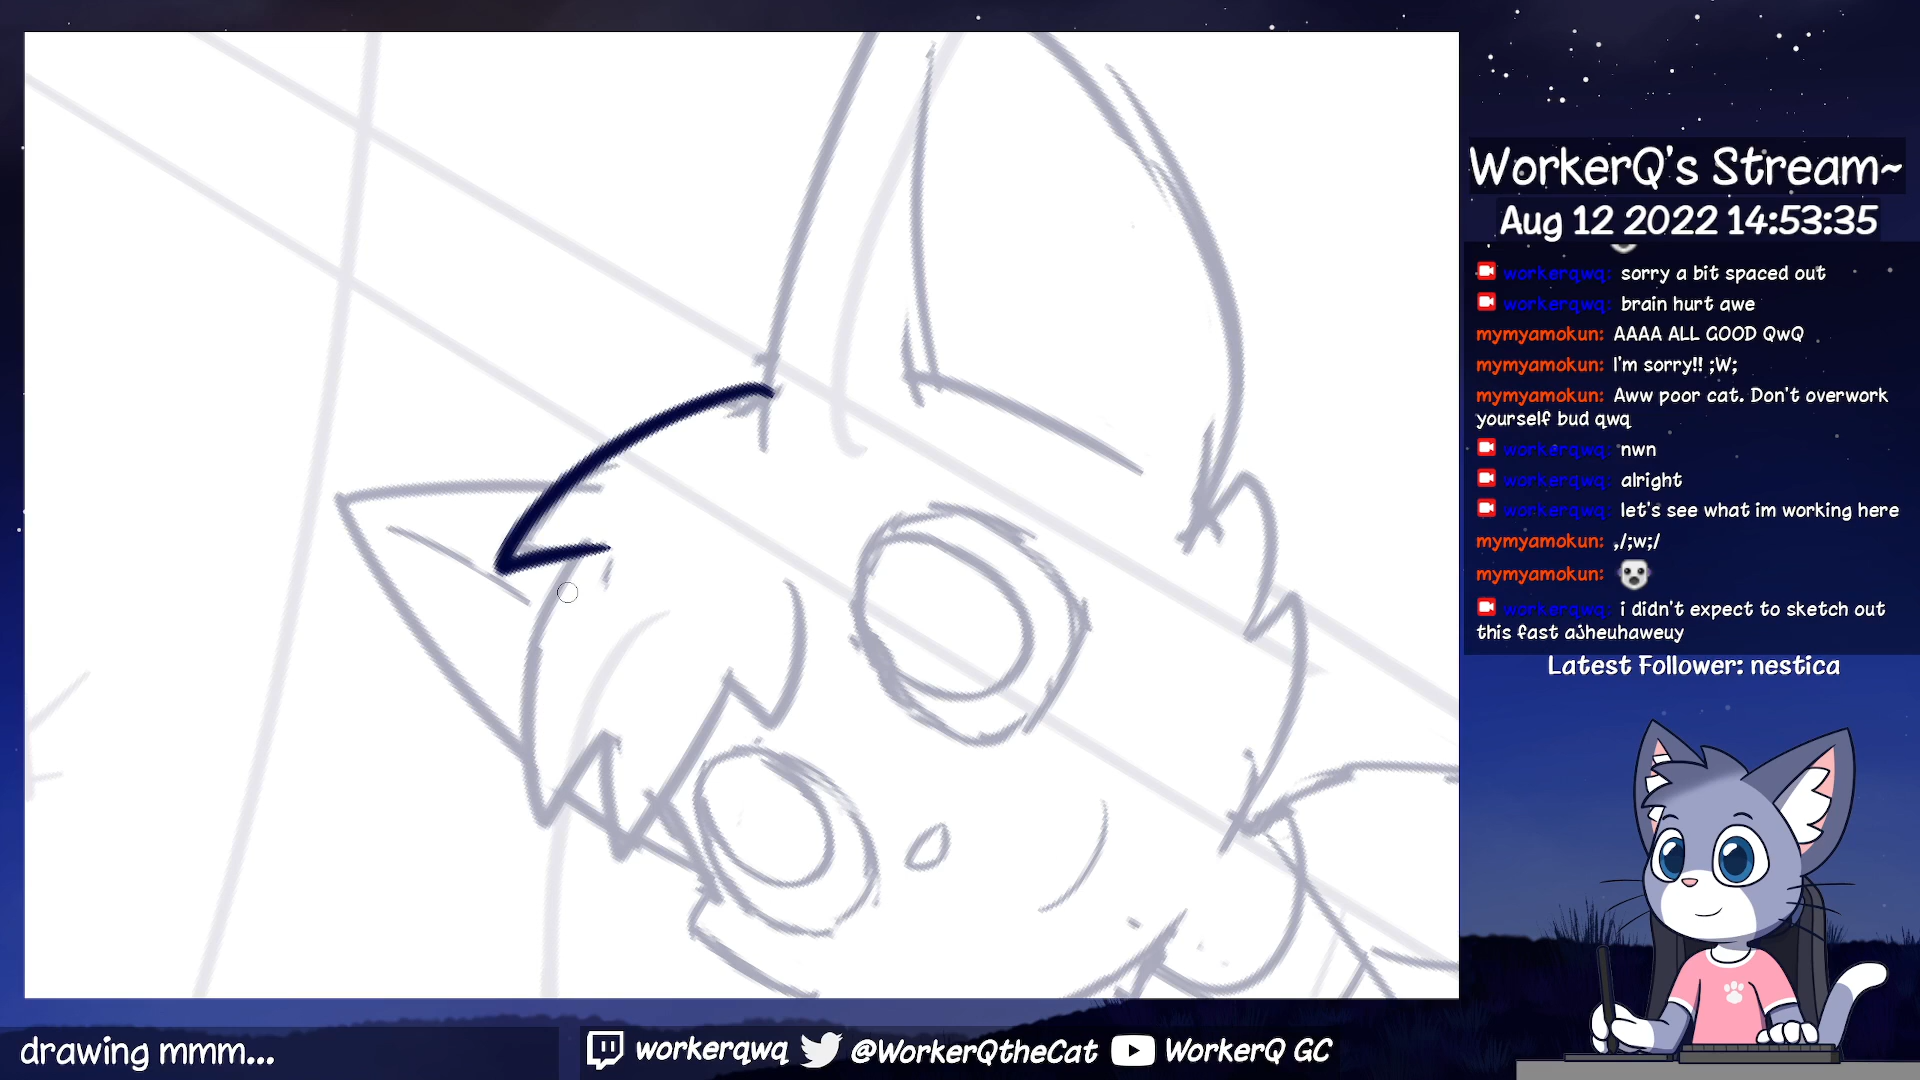 WorkerQ's Stream~
Aug 12 2022 14:53:35
workerqwq: sorry a bit spaced out
workerqwq: brain hurt awe
mymyamokun: AAAA ALL GOOD QwQ
mymyamokun: I'm sorry!! ;W;
mymyamokun: Aww poor cat. Don't overwork
yourself bud qwq
workerqwq: nwn
workerqwq: alright
workerqwq: let's see what im working here
mymyamokun: ,/;w;/
mymyamokun:
workerqwq: i didn't expect to sketch out
this fast ajheuhaweuy
Latest Follower: nestica
drawing mmm...
workerqwq @WorkerQtheCat WorkerQ GC